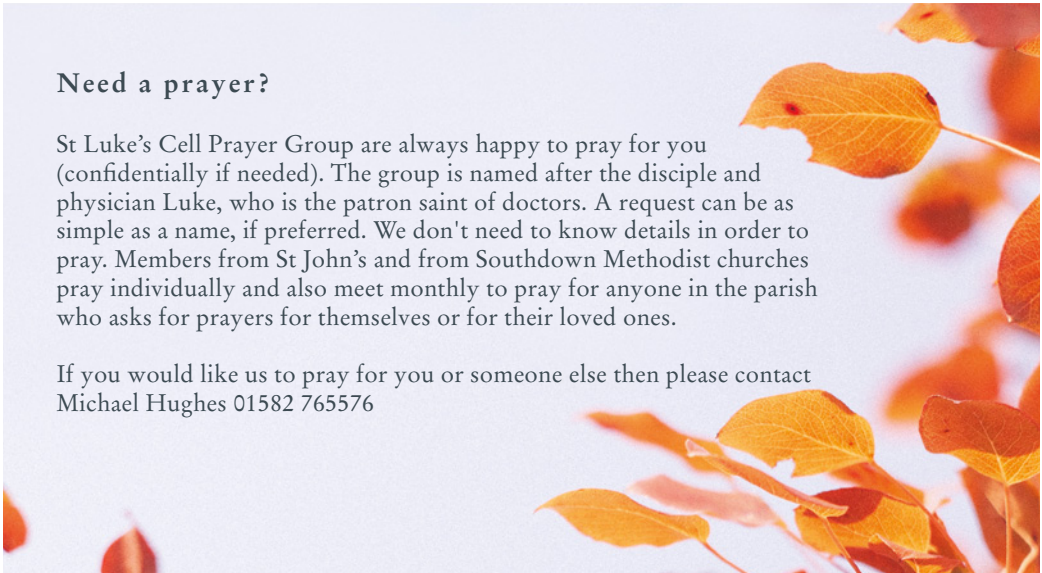 Need a prayer?
St Luke’s Cell Prayer Group are always happy to pray for you
(confidentially if needed). The group is named after the disciple and
physician Luke, who is the patron saint of doctors. A request can be as
simple as a name, if preferred. We don't need to know details in order to
pray. Members from St John’s and from Southdown Methodist churches
pray individually and also meet monthly to pray for anyone in the parish
who asks for prayers for themselves or for their loved ones.
If you would like us to pray for you or someone else then please contact
Michael Hughes 01582 765576